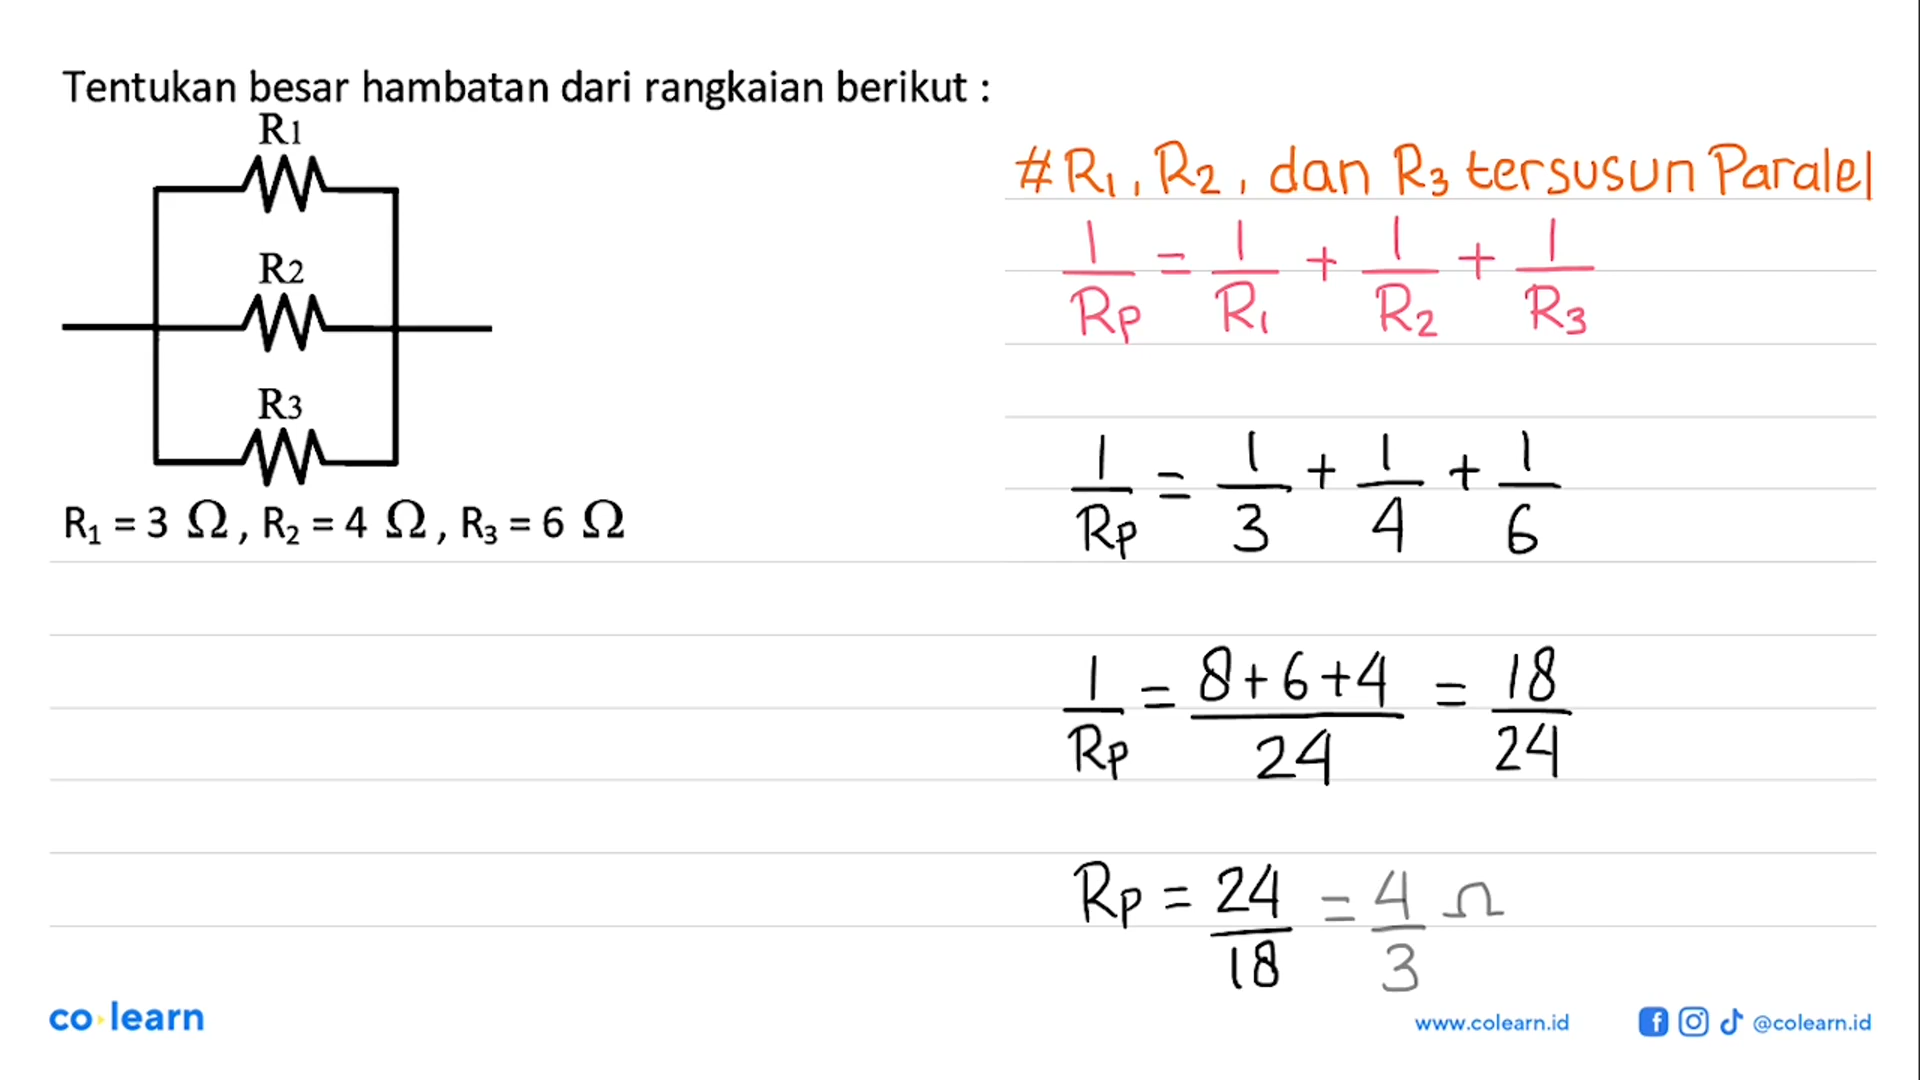 Tentukan besar hambatan dari rangkaian berikut :
R1
R2
R3
R₁ = 3 Ω , R₂ = 4 Ω , R₃ = 6 Ω
#R₁, R₂, dan R₃ tersusun Paralel
1/Rp = 1/R₁ + 1/R₂ + 1/R₃
1/Rp = 1/3 + 1/4 + 1/6
1/Rp = (8+6+4)/24 = 18/24
Rp = 24/18 = 4/3 Ω
co learn
www.colearn.id
@colearn.id